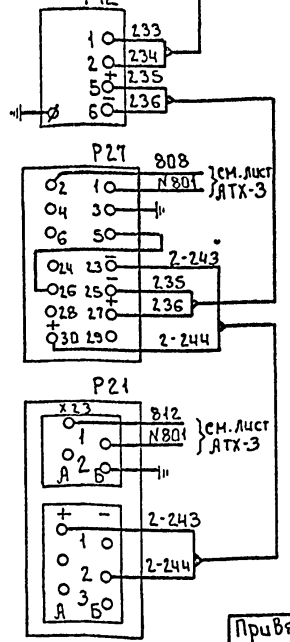 1 233
2 234
+
5 235
−
6 236
P27
2 1 808
N801
см. лист
АТХ-3
4 3
6 5
24 23 − 2-243
26 25 − 235
28 27 + 236
+
30 29 2-244
P21
х23
812
1 N801
см. лист
АТХ-3
2
А Б
+ −
2-243
1
2 2-244
3
А Б
Привя